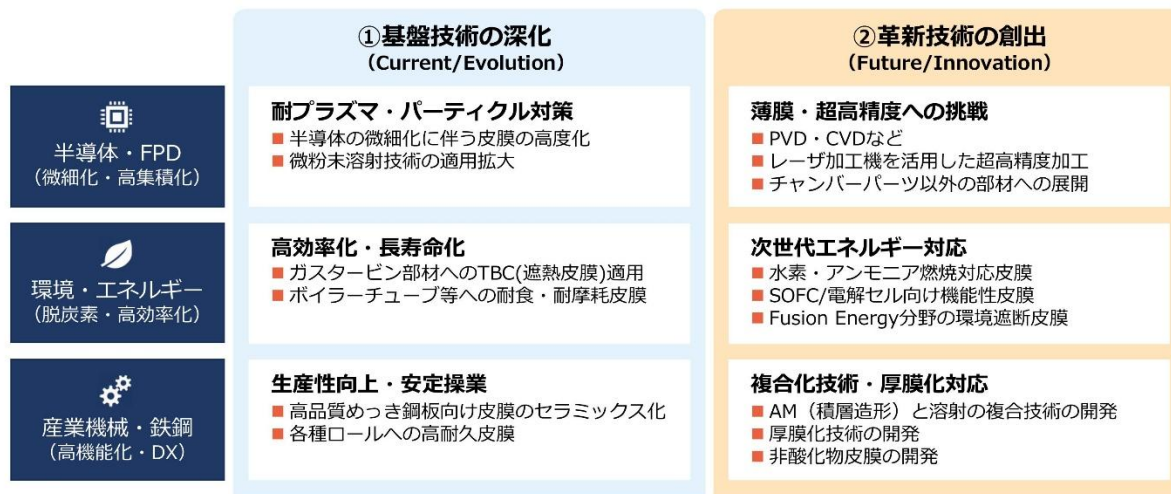 ①基盤技術の深化
(Current/Evolution)
②革新技術の創出
(Future/Innovation)
半導体・FPD
(微細化・高集積化)
耐プラズマ・パーティクル対策
■ 半導体の微細化に伴う皮膜の高度化
■ 微粉末溶射技術の適用拡大
薄膜・超高精度への挑戦
■ PVD・CVDなど
■ レーザ加工機を活用した超高精度加工
■ チャンバーパーツ以外の部材への展開
環境・エネルギー
(脱炭素・高効率化)
高効率化・長寿命化
■ ガスタービン部材へのTBC(遮熱皮膜)適用
■ ボイラーチューブ等への耐食・耐摩耗皮膜
次世代エネルギー対応
■ 水素・アンモニア燃焼対応皮膜
■ SOFC/電解セル向け機能性皮膜
■ Fusion Energy分野の環境遮断皮膜
産業機械・鉄鋼
(高機能化・DX)
生産性向上・安定操業
■ 高品質めっき鋼板向け皮膜のセラミックス化
■ 各種ロールへの高耐久皮膜
複合化技術・厚膜化対応
■ AM（積層造形）と溶射の複合技術の開発
■ 厚膜化技術の開発
■ 非酸化物皮膜の開発